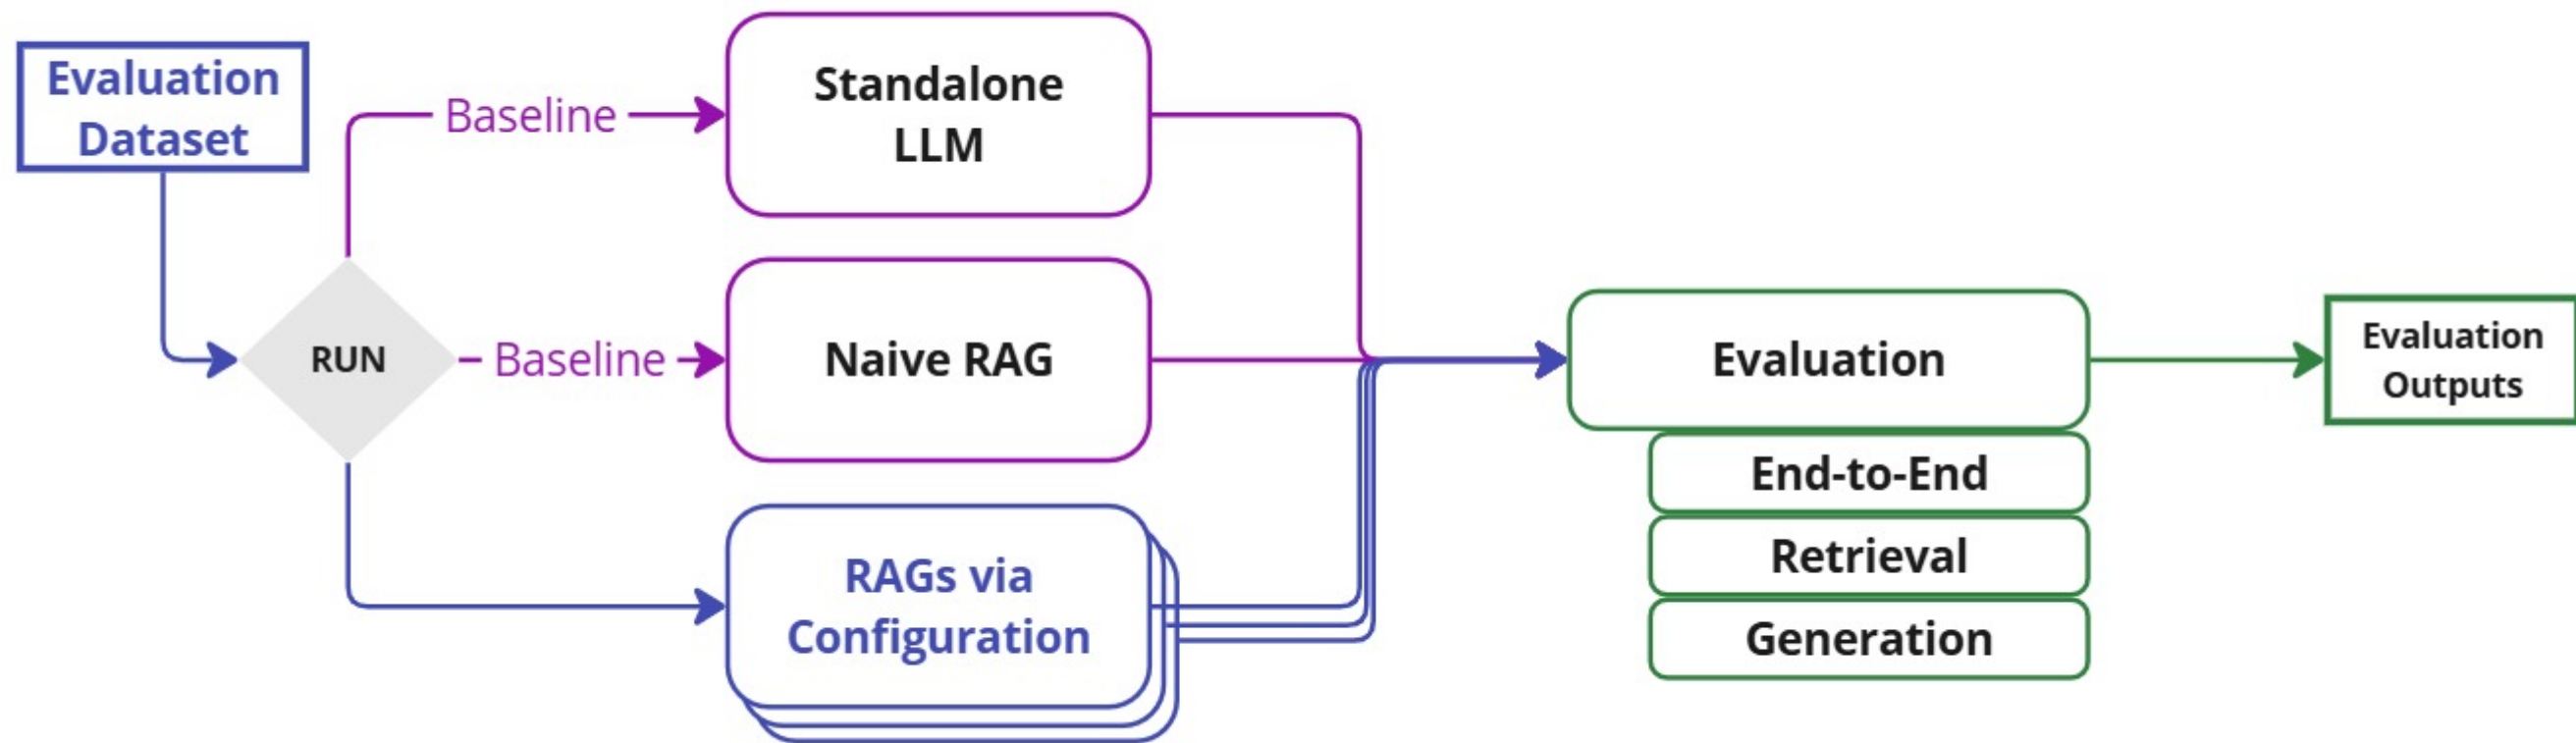 Evaluation
Dataset
Baseline
Standalone
LLM
RUN
Baseline
Naive RAG
RAGs via
Configuration
Evaluation
End-to-End
Retrieval
Generation
Evaluation
Outputs